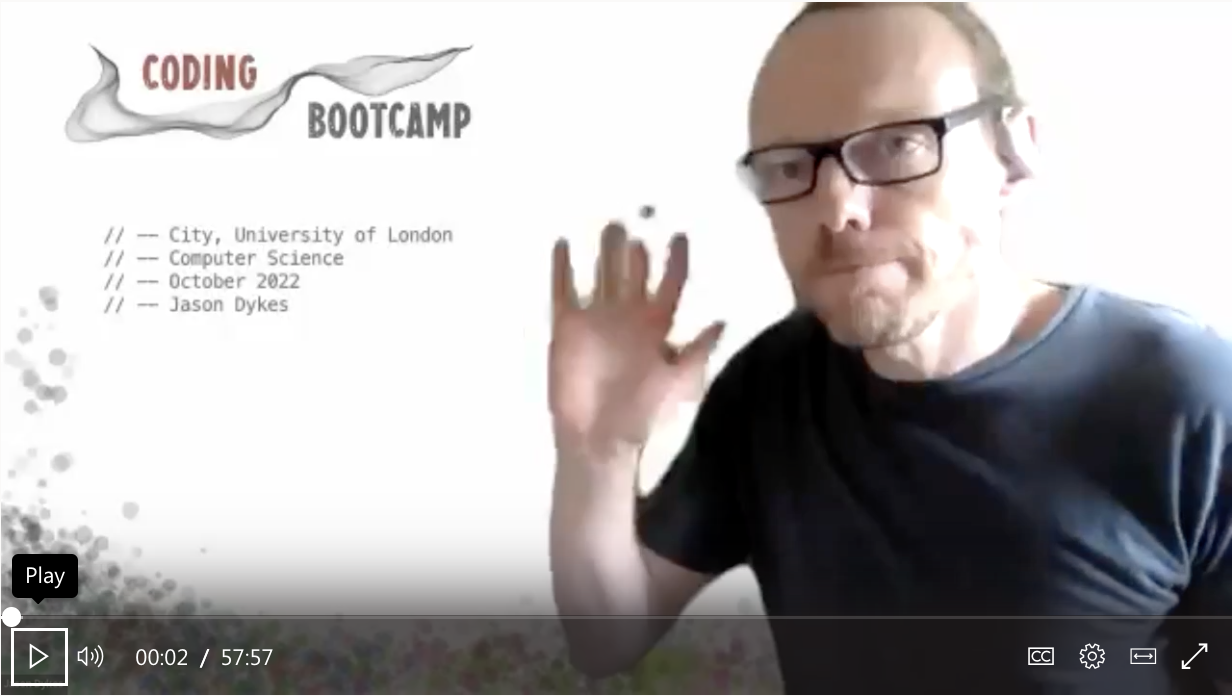 CODING
BOOTCAMP
// –– City, University of London
// –– Computer Science
// –– October 2022
// –– Jason Dykes
Play
00:02 / 57:57
CC